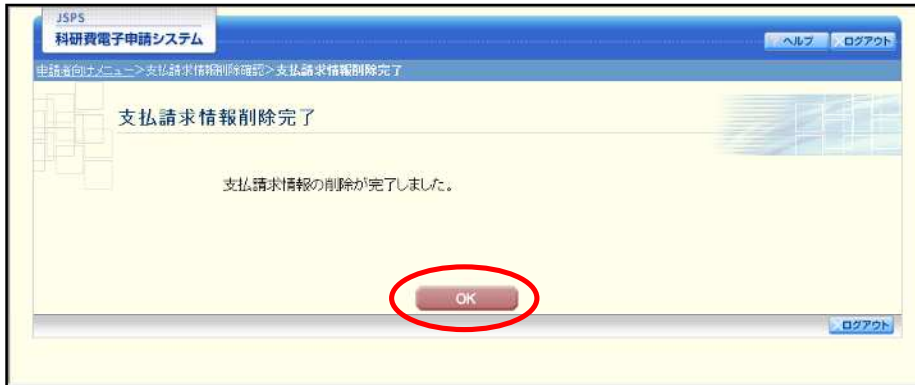 JSPS
科研費電子申請システム
ヘルプ ログアウト
申請者向けメニュー>支払請求情報削除確認>支払請求情報削除完了
支払請求情報削除完了
支払請求情報の削除が完了しました。
OK
ログアウト